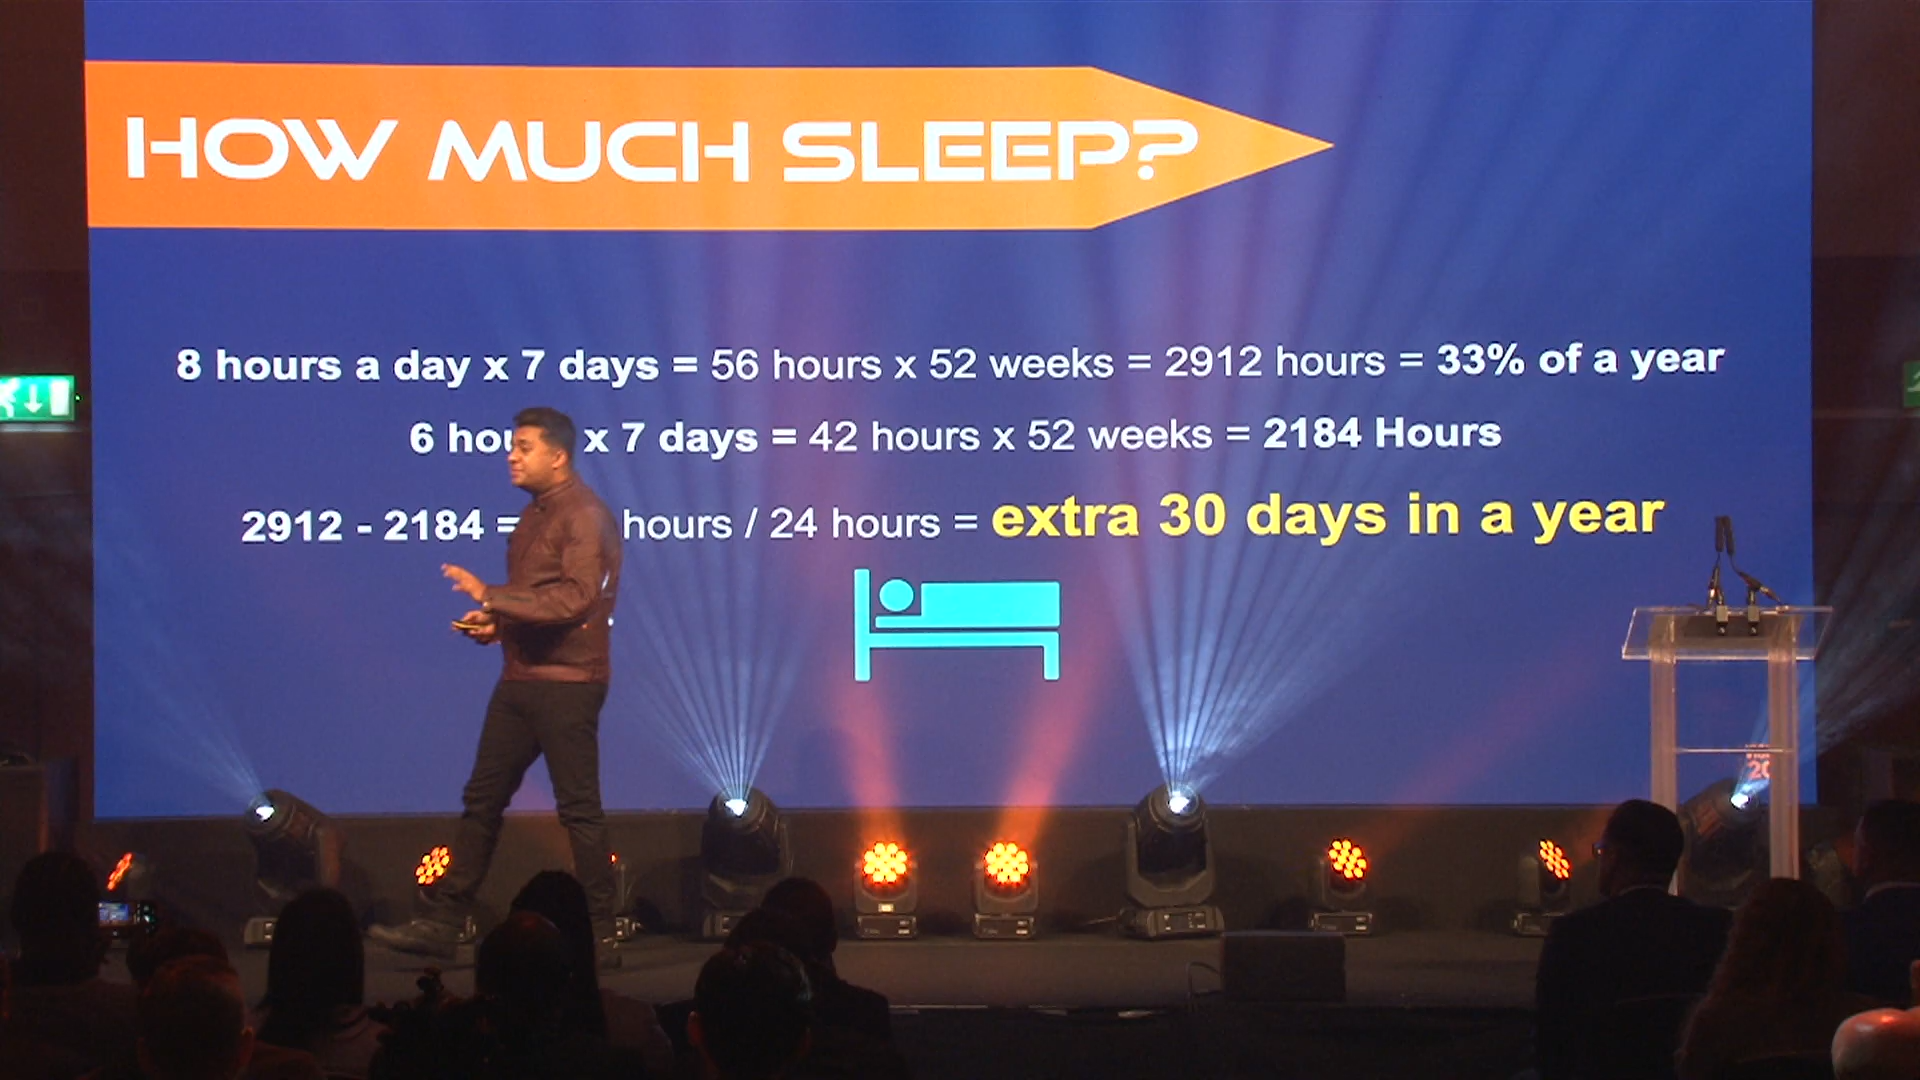 HOW MUCH SLEEP?
8 hours a day x 7 days = 56 hours x 52 weeks = 2912 hours = 33% of a year
6 x 7 days = 42 hours x 52 weeks = 2184 Hours
2912 - 2184 = hours / 24 hours = extra 30 days in a year